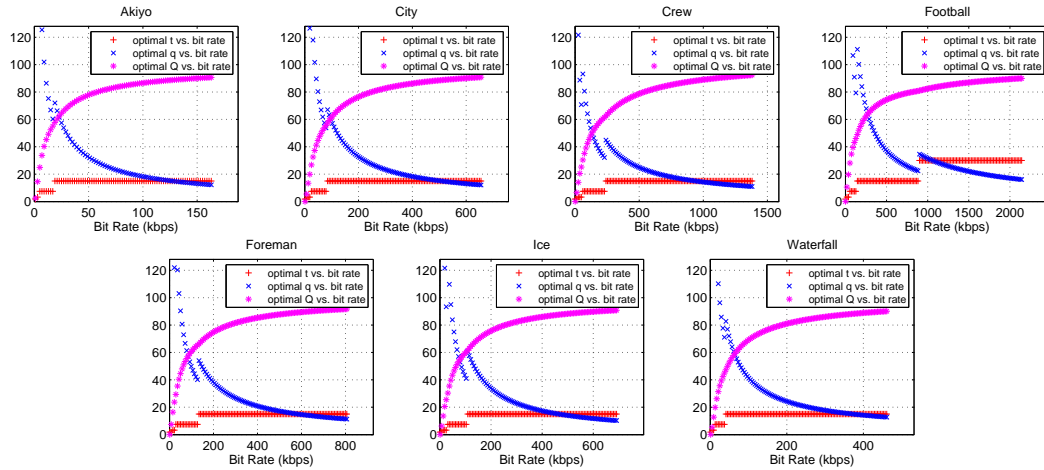 Akiyo
120
100
80
60
40
20
0
0 50 100 150
Bit Rate (kbps)
optimal t vs. bit rate
optimal q vs. bit rate
optimal Q vs. bit rate
City
120
100
80
60
40
20
0
0 200 400 600
Bit Rate (kbps)
optimal t vs. bit rate
optimal q vs. bit rate
optimal Q vs. bit rate
Crew
120
100
80
60
40
20
0
0 500 1000 1500
Bit Rate (kbps)
optimal t vs. bit rate
optimal q vs. bit rate
optimal Q vs. bit rate
Football
120
100
80
60
40
20
0
0 500 1000 1500 2000
Bit Rate (kbps)
optimal t vs. bit rate
optimal q vs. bit rate
optimal Q vs. bit rate
Foreman
120
100
80
60
40
20
0
0 200 400 600 800
Bit Rate (kbps)
optimal t vs. bit rate
optimal q vs. bit rate
optimal Q vs. bit rate
Ice
120
100
80
60
40
20
0
0 200 400 600
Bit Rate (kbps)
optimal t vs. bit rate
optimal q vs. bit rate
optimal Q vs. bit rate
Waterfall
120
100
80
60
40
20
0
0 200 400
Bit Rate (kbps)
optimal t vs. bit rate
optimal q vs. bit rate
optimal Q vs. bit rate